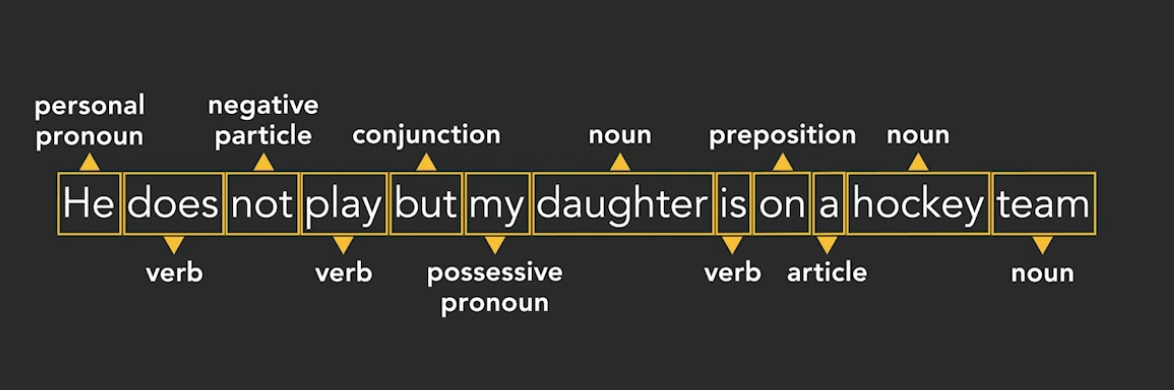 personal negative
pronoun particle conjunction noun preposition noun
He does not play but my daughter is on a hockey team
verb verb possessive verb article noun
pronoun